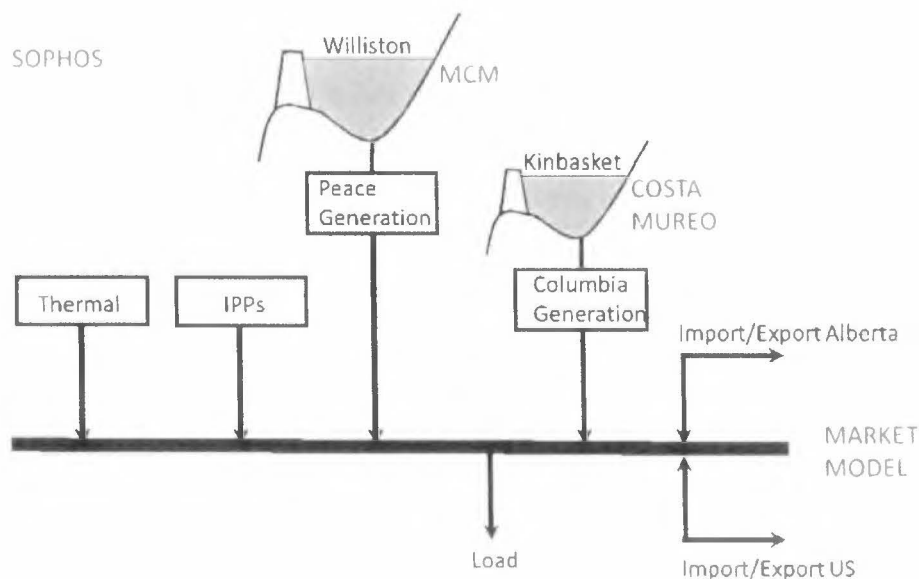 SOPHOS
Williston
MCM
Peace
Generation
Kinbasket
COSTA
MUREO
Thermal
IPPs
Columbia
Generation
Import/Export Alberta
MARKET
MODEL
Load
Import/Export US